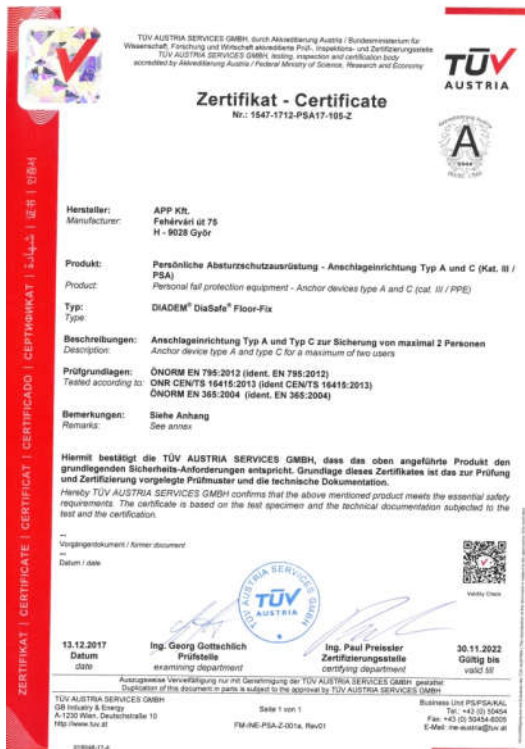 TÜV AUSTRIA SERVICES GMBH, durch Akkreditierung Austria / Bundesministerium für
Wissenschaft, Forschung und Wirtschaft akkreditierte Prüf-, Inspektions- und Zertifizierungsstelle
TÜV AUSTRIA SERVICES GMBH, testing, inspection and certification body
accredited by Akkreditierung Austria / Federal Ministry of Science, Research and Economy
TÜV
AUSTRIA
Zertifikat - Certificate
Nr.: 1547-1712-PSA17-105-Z
Akkreditierung Austria
A
Hersteller: APP Kft.
Manufacturer: Fehérvári út 75
H - 9028 Györ
Produkt: Persönliche Absturzschutzausrüstung - Anschlageinrichtung Typ A und C (Kat. III /
PSA)
Product: Personal fall protection equipment - Anchor devices type A and C (cat. III / PPE)
Typ: DIADEM® DiaSafe® Floor-Fix
Type:
Beschreibungen: Anschlageinrichtung Typ A und Typ C zur Sicherung von maximal 2 Personen
Description: Anchor device type A and type C for a maximum of two users
Prüfgrundlagen: ÖNORM EN 795:2012 (ident. EN 795:2012)
Tested according to: ONR CEN/TS 16415:2013 (ident CEN/TS 16415:2013)
ÖNORM EN 365:2004 (ident. EN 365:2004)
Bemerkungen: Siehe Anhang
Remarks: See annex
Hiermit bestätigt die TÜV AUSTRIA SERVICES GMBH, dass das oben angeführte Produkt den
grundlegenden Sicherheits-Anforderungen entspricht. Grundlage dieses Zertifikates ist das zur Prüfung
und Zertifizierung vorgelegte Prüfmuster und die technische Dokumentation.
Hereby TÜV AUSTRIA SERVICES GMBH confirms that the above mentioned product meets the essential safety
requirements. The certificate is based on the test specimen and the technical documentation subjected to the
test and the certification.
--
Vorgängerdokument / former document
--
Datum / date
Validity Check
TÜV AUSTRIA SERVICES GMBH
TÜV
AUSTRIA
13.12.2017
Datum
date
Ing. Georg Gottschlich
Prüfstelle
examining department
Ing. Paul Preissler
Zertifizierungsstelle
certifying department
30.11.2022
Gültig bis
valid till
Auszugsweise Vervielfältigung nur mit Genehmigung der TÜV AUSTRIA SERVICES GMBH gestattet
Duplication of this document in parts is subject to the approval by TÜV AUSTRIA SERVICES GMBH
TÜV AUSTRIA SERVICES GMBH
GB Industry & Energy
A-1230 Wien, Deutschstraße 10
http://www.tuv.at
Seite 1 von 1
FM-INE-PSA-Z-001a, Rev01
Business Unit PS/PSA/KAL
Tel.: +43 (0) 50454
Fax: +43 (0) 50454-6005
E-Mail: ine-austria@tuv.at
ZERTIFIKAT | CERTIFICATE | CERTIFICAT | CERTIFICADO | СЕРТИФИКАТ | شهادة | 证书 | 인증서